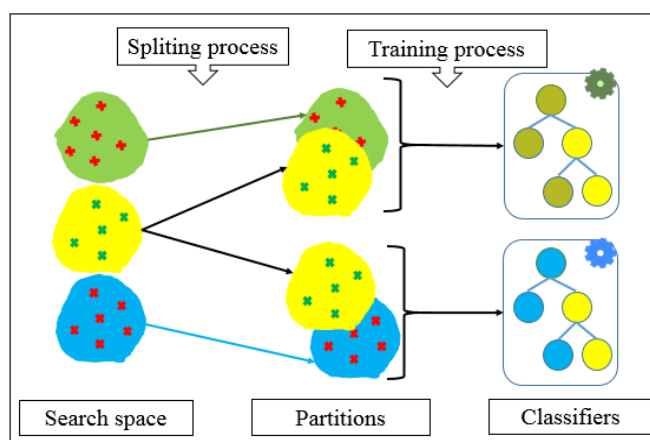 Spliting process
Training process
Search space
Partitions
Classifiers